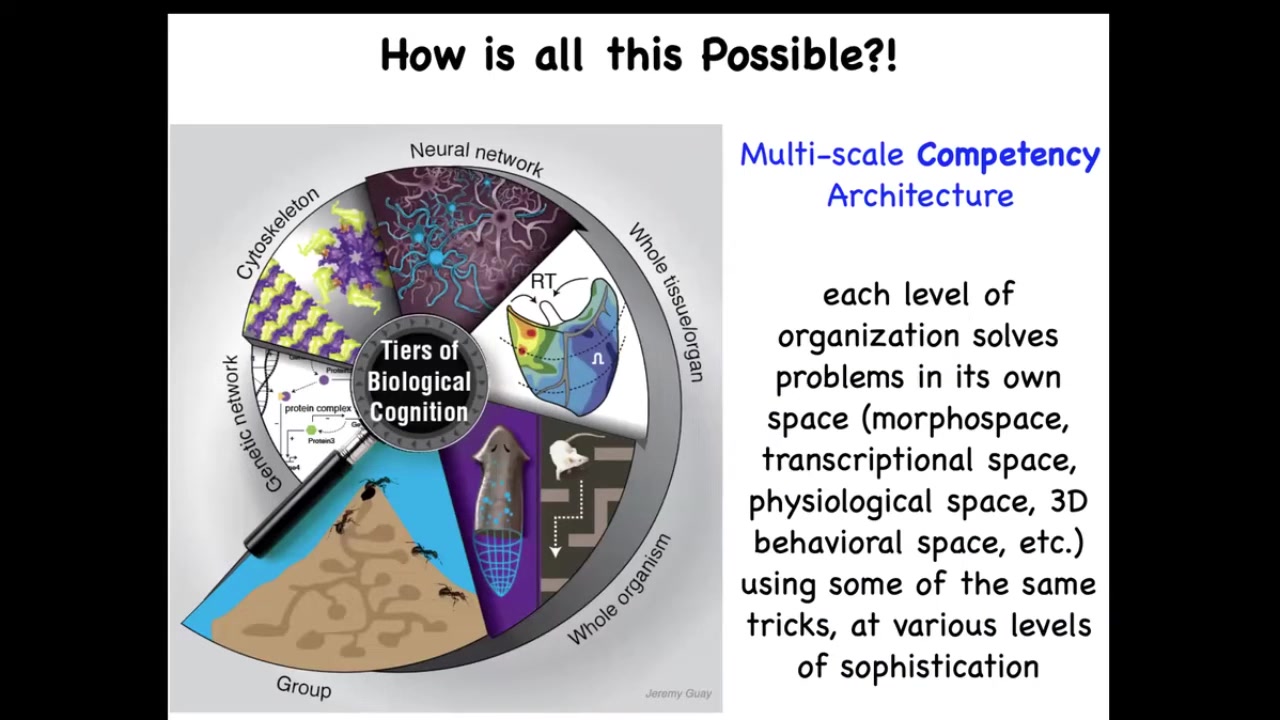 How is all this Possible?!
Neural network
Cytoskeleton
Whole tissue/organ
RT
Ω
Tiers of
Biological
Cognition
Genetic network
protein complex
Protein3
Whole organism
Group
Jeremy Guay
Multi-scale Competency
Architecture
each level of
organization solves
problems in its own
space (morphospace,
transcriptional space,
physiological space, 3D
behavioral space, etc.)
using some of the same
tricks, at various levels
of sophistication